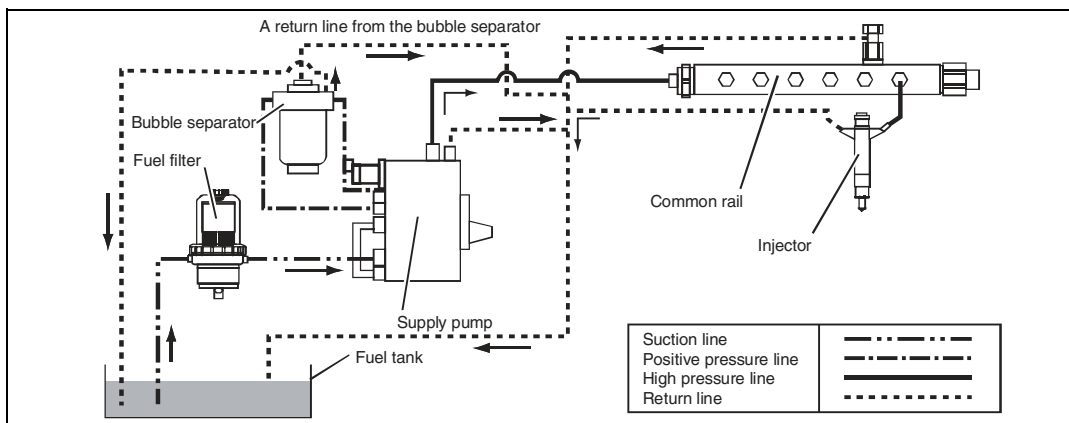 A return line from the bubble separator
Bubble separator
Fuel filter
Common rail
Injector
Supply pump
Fuel tank
Suction line
Positive pressure line
High pressure line
Return line